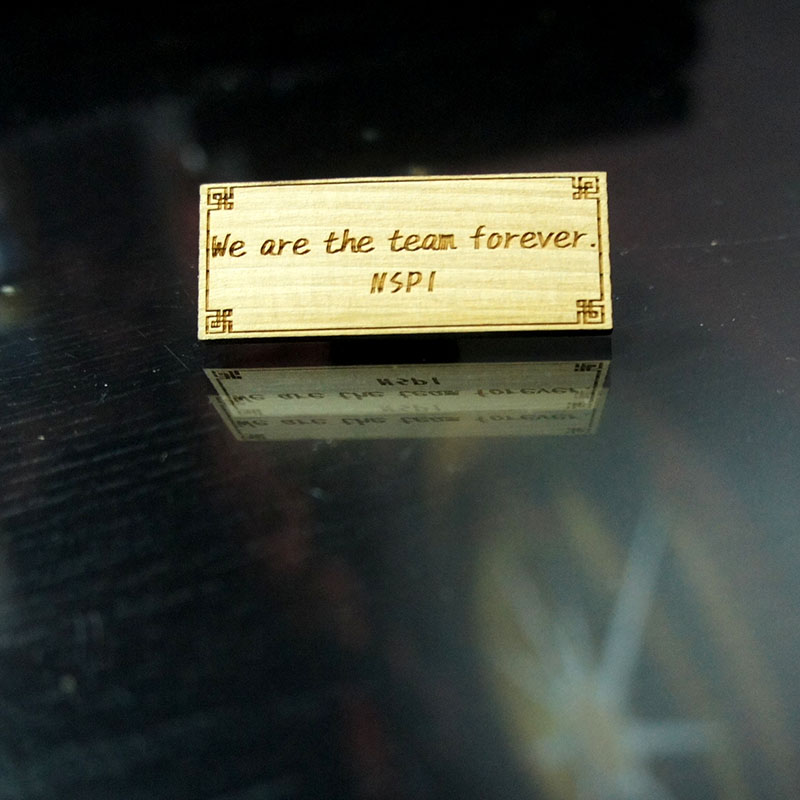 We are the team forever.
NSPI